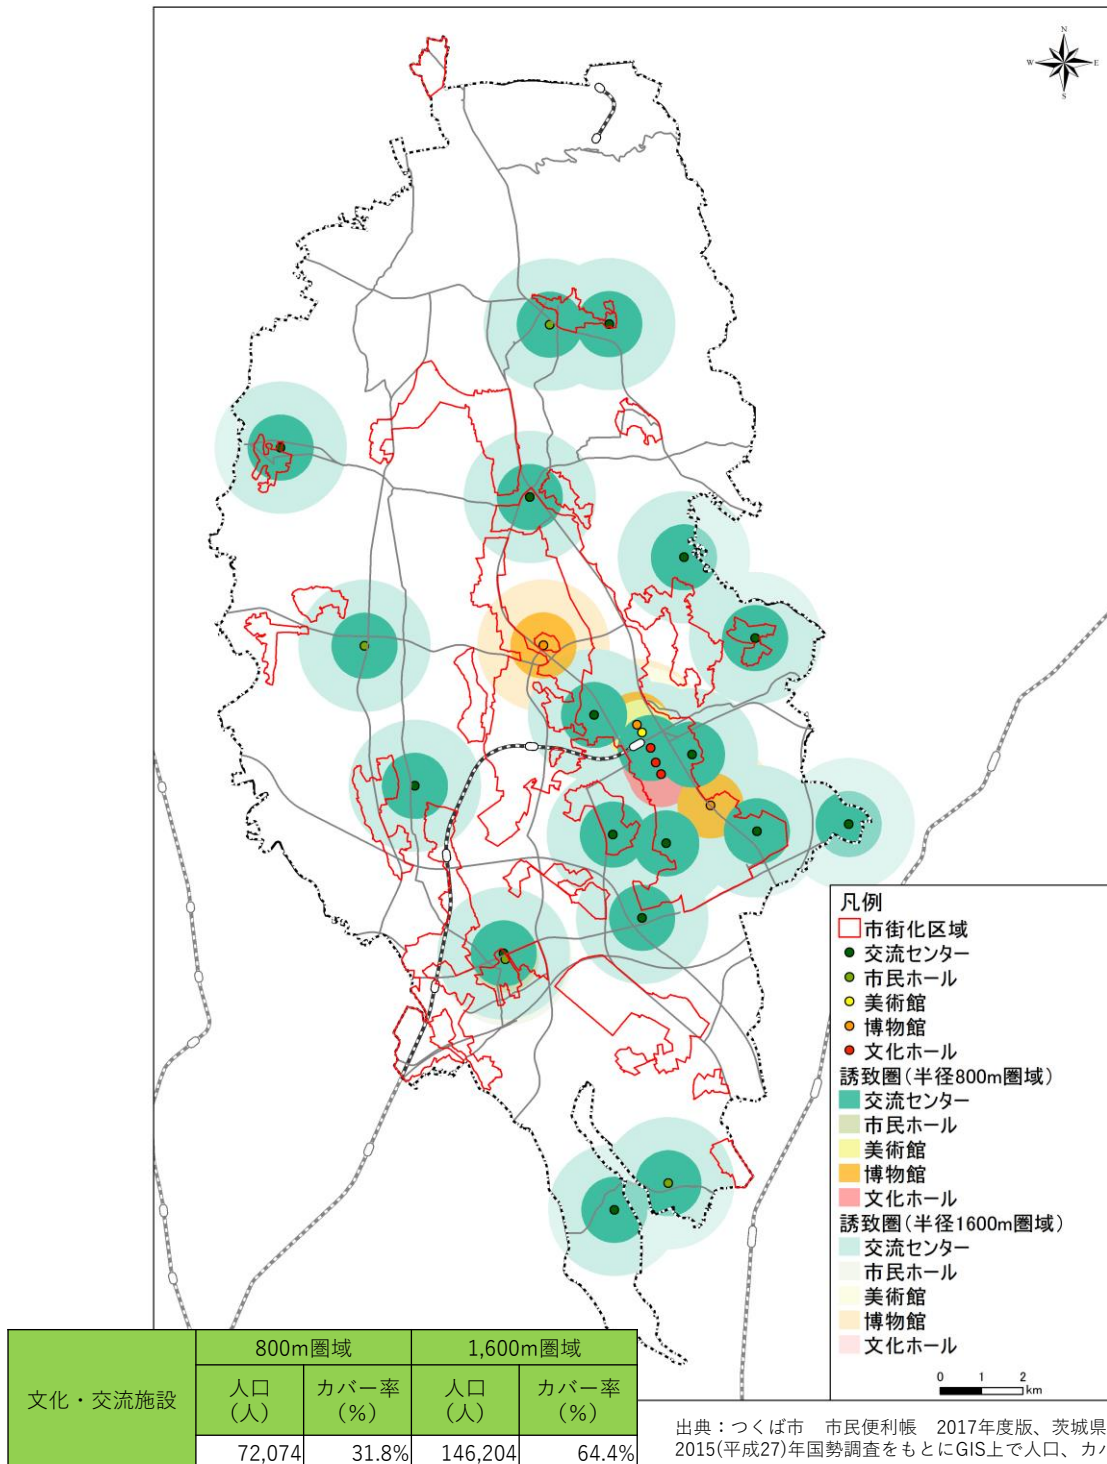 N
W E
S
凡例
市街化区域
交流センター
市民ホール
美術館
博物館
文化ホール
誘致圏(半径800m圏域)
交流センター
市民ホール
美術館
博物館
文化ホール
誘致圏(半径1600m圏域)
交流センター
市民ホール
美術館
博物館
文化ホール
0 1 2
km
文化・交流施設
800m圏域 1,600m圏域
人口 カバー率 人口 カバー率
(人) (%) (人) (%)
72,074 31.8% 146,204 64.4%
出典：つくば市 市民便利帳 2017年度版、茨城県
2015(平成27)年国勢調査をもとにGIS上で人口、カバ